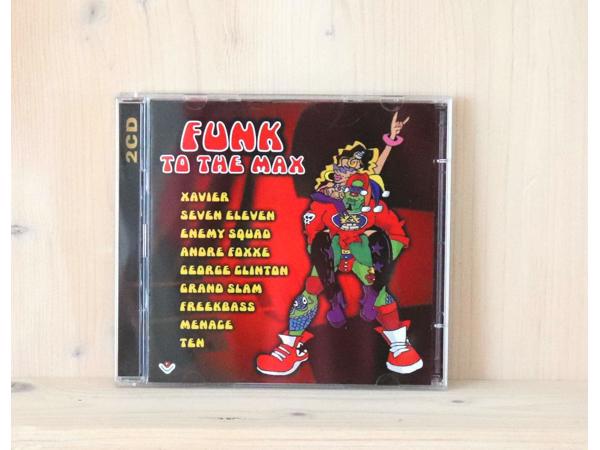 2CD
FUNK
TO THE MAX
XAVIER
SEVEN ELEVEN
ENEMY SQUAD
ANDRE FOXXE
GEORGE CLINTON
GRAND SLAM
FREEKBASS
MENACE
TEN